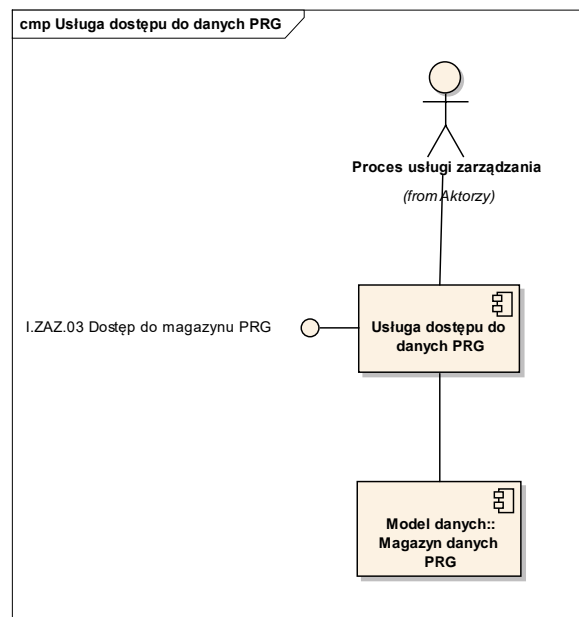 cmp Usługa dostępu do danych PRG
Proces usługi zarządzania
(from Aktorzy)
I.ZAZ.03 Dostęp do magazynu PRG
Usługa dostępu do
danych PRG
Model danych::
Magazyn danych
PRG